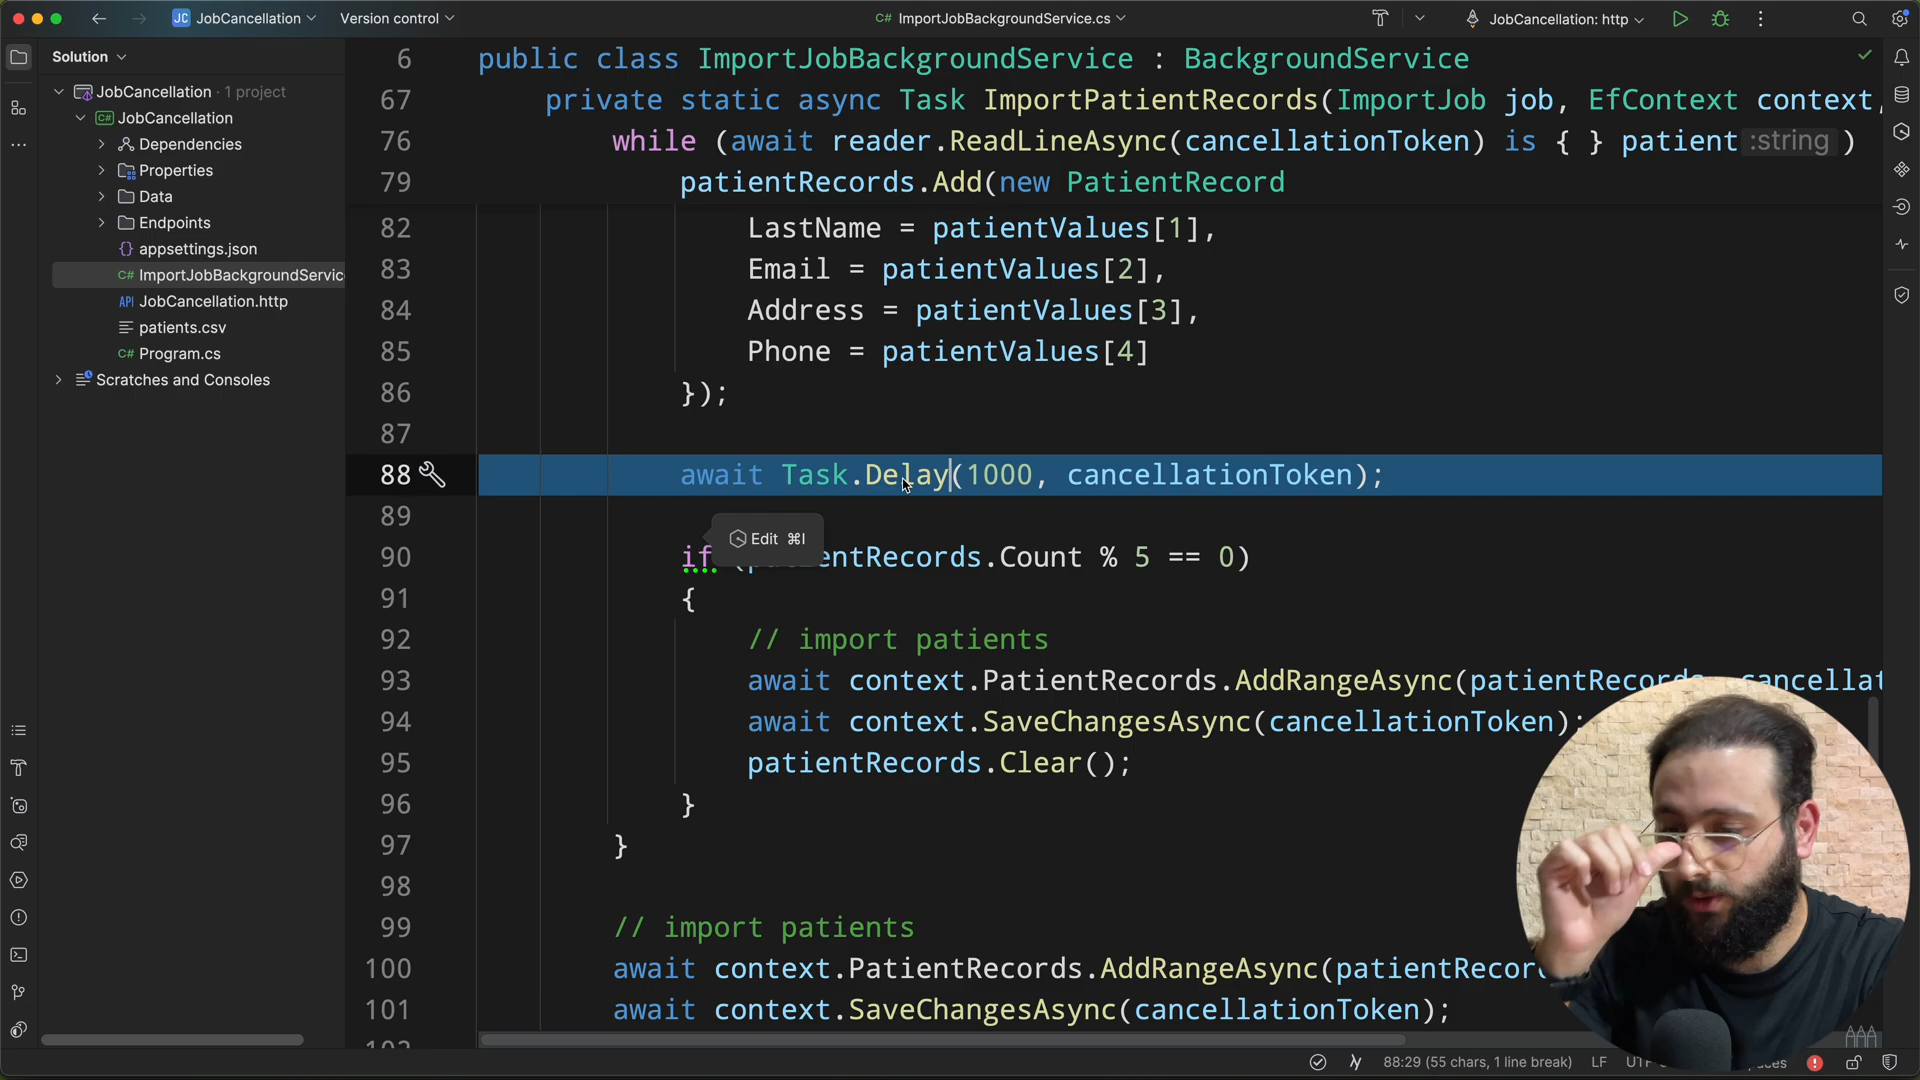 JC JobCancellation
Version control
C# ImportJobBackgroundService.cs
JobCancellation: http
Solution
JobCancellation · 1 project
C# JobCancellation
Dependencies
Properties
Data
Endpoints
{} appsettings.json
C# ImportJobBackgroundServic
API JobCancellation.http
patients.csv
C# Program.cs
Scratches and Consoles
6 public class ImportJobBackgroundService : BackgroundService
67 private static async Task ImportPatientRecords(ImportJob job, EfContext context,
76 while (await reader.ReadLineAsync(cancellationToken) is { } patient :string )
79 patientRecords.Add(new PatientRecord
82 LastName = patientValues[1],
83 Email = patientValues[2],
84 Address = patientValues[3],
85 Phone = patientValues[4]
86 });
87
88 await Task.Delay(1000, cancellationToken);
89
Edit ⌘I
90 if entRecords.Count % 5 == 0)
91 {
92 // import patients
93 await context.PatientRecords.AddRangeAsync(patientRecords, cancellat
94 await context.SaveChangesAsync(cancellationToken);
95 patientRecords.Clear();
96 }
97 }
98
99 // import patients
100 await context.PatientRecords.AddRangeAsync(patientRecor
101 await context.SaveChangesAsync(cancellationToken);
88:29 (55 chars, 1 line break) LF